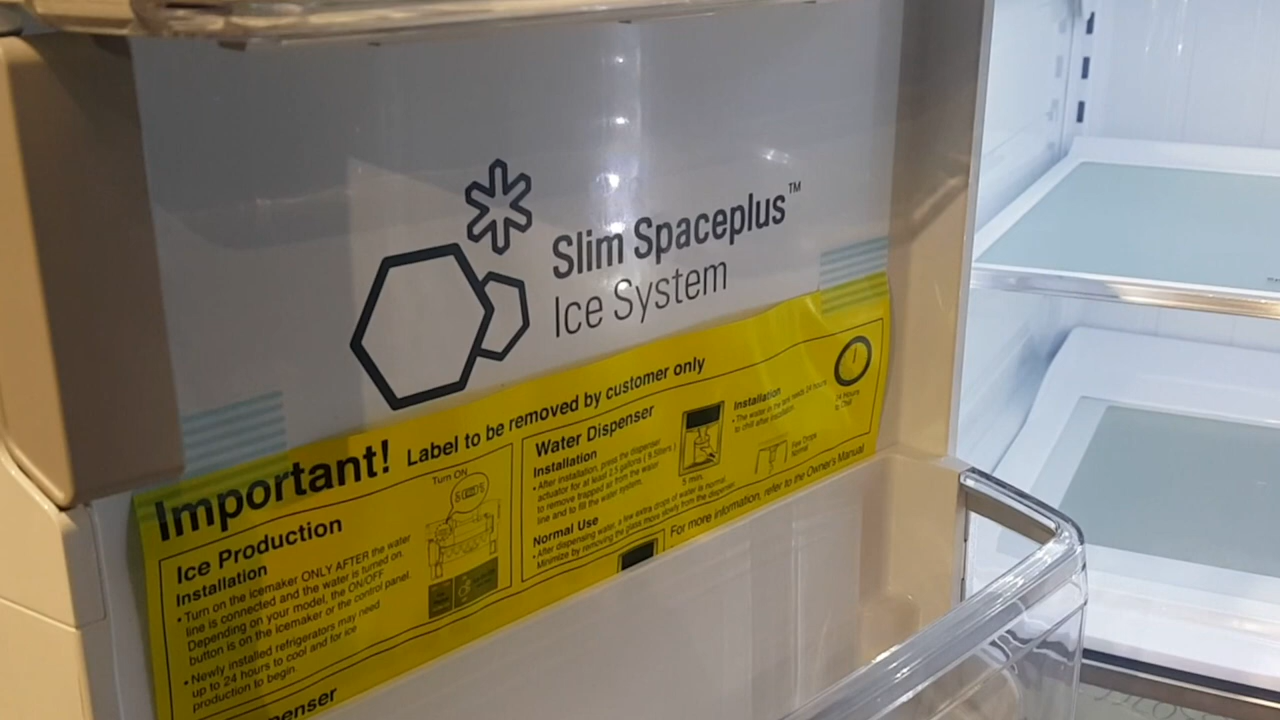 Slim Spaceplus™
Ice System
Important! Label to be removed by customer only
Ice Production
Installation
• Turn on the icemaker ONLY AFTER the water
line is connected and the water is turned on.
Depending on your model, the ON/OFF
button is on the icemaker or the control panel.
• Newly installed refrigerators may need
up to 24 hours to cool and for ice
production to begin.
Turn ON
Water Dispenser
Installation
• After installation, press the dispenser
actuator for at least 2.5 gallons ( 9.5liters )
to remove trapped air from the water
line and to fill the water system.
5 min.
Normal Use
• After dispensing water, a few extra drops of water is normal.
Minimize by removing the glass more slowly from the dispenser.
Installation
• The water in the tank needs 24 hours
to chill after installation.
24 Hours
to Chill
Few Drops
Normal
For more information, refer to the Owner's Manual